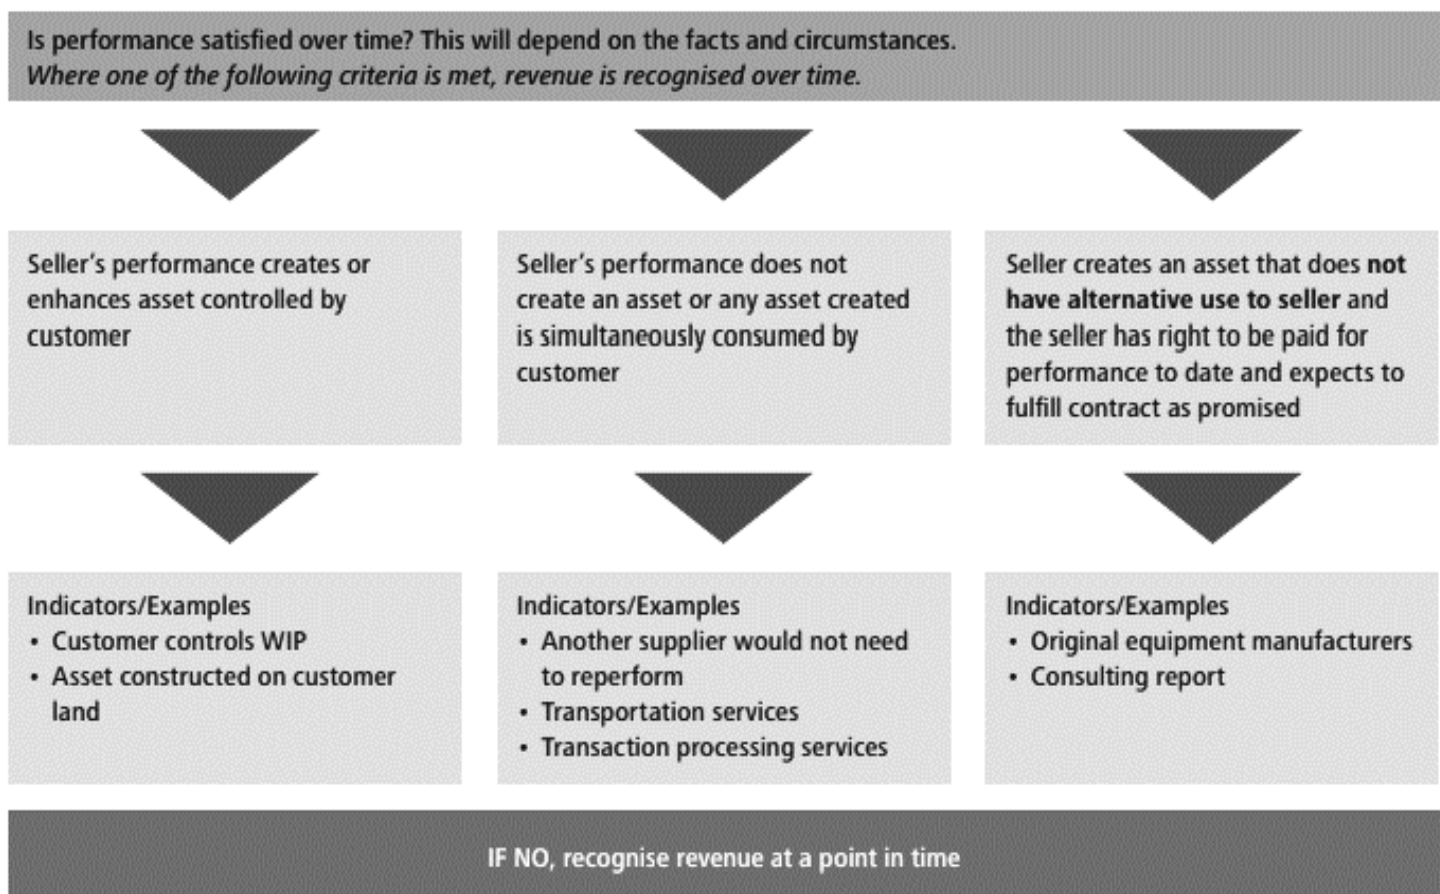 Is performance satisfied over time? This will depend on the facts and circumstances.
Where one of the following criteria is met, revenue is recognised over time.
Seller's performance creates or
enhances asset controlled by
customer
Seller's performance does not
create an asset or any asset created
is simultaneously consumed by
customer
Seller creates an asset that does not
have alternative use to seller and
the seller has right to be paid for
performance to date and expects to
fulfill contract as promised
Indicators/Examples
• Customer controls WIP
• Asset constructed on customer
land
Indicators/Examples
• Another supplier would not need
to reperform
• Transportation services
• Transaction processing services
Indicators/Examples
• Original equipment manufacturers
• Consulting report
IF NO, recognise revenue at a point in time